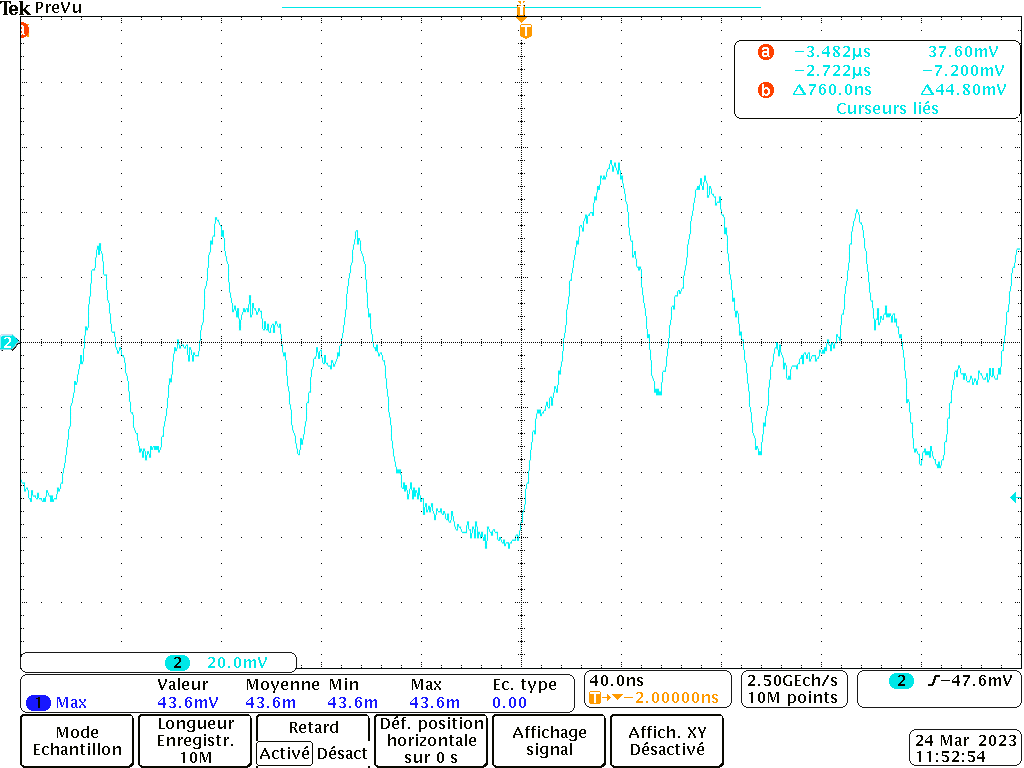 Tek PreVu
T
a
T
a −3.482µs 37.60mV
−2.722µs −7.200mV
b Δ760.0ns Δ44.80mV
Curseurs liés
2
2 20.0mV
Valeur Moyenne Min Max Ec. type
1 Max 43.6mV 43.6m 43.6m 43.6m 0.00
40.0ns
T→▼−2.00000ns
2.50GEch/s
10M points
2 −47.6mV
Mode
Echantillon
Longueur
Enregistr.
10M
Retard
Activé Désact
Déf. position
horizontale
sur 0 s
Affichage
signal
Affich. XY
Désactivé
24 Mar 2023
11:52:54